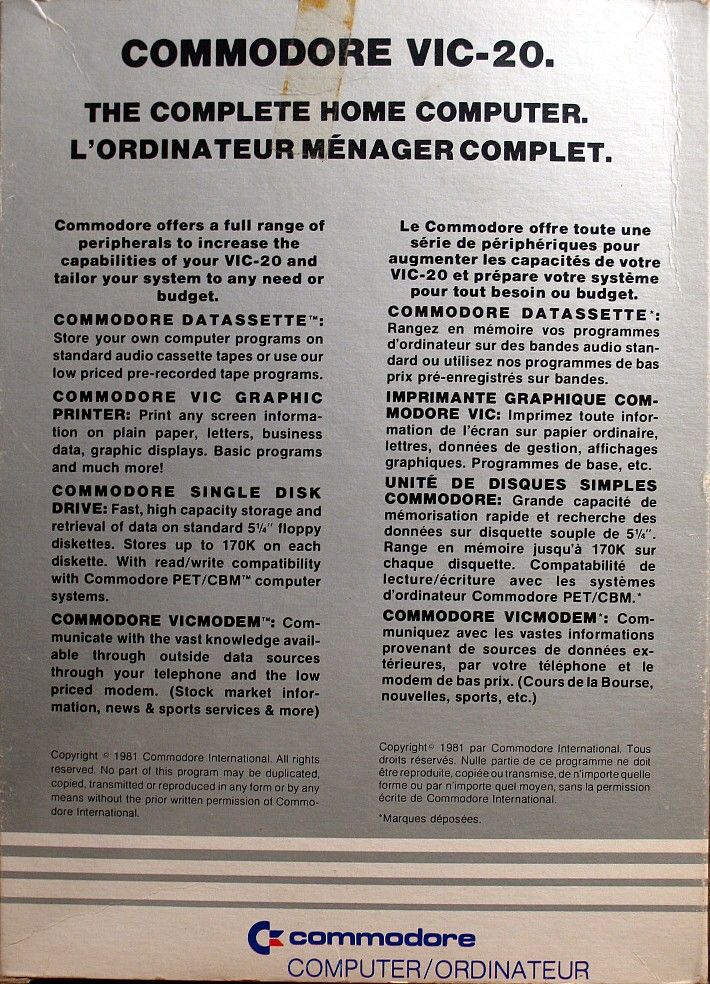 COMMODORE VIC-20.
THE COMPLETE HOME COMPUTER.
L'ORDINATEUR MÉNAGER COMPLET.
Commodore offers a full range of
peripherals to increase the
capabilities of your VIC-20 and
tailor your system to any need or
budget.
COMMODORE DATASSETTE™:
Store your own computer programs on
standard audio cassette tapes or use our
low priced pre-recorded tape programs.
COMMODORE VIC GRAPHIC
PRINTER: Print any screen informa-
tion on plain paper, letters, business
data, graphic displays. Basic programs
and much more!
COMMODORE SINGLE DISK
DRIVE: Fast, high capacity storage and
retrieval of data on standard 5¼" floppy
diskettes. Stores up to 170K on each
diskette. With read/write compatibility
with Commodore PET/CBM™ computer
systems.
COMMODORE VICMODEM™: Com-
municate with the vast knowledge avail-
able through outside data sources
through your telephone and the low
priced modem. (Stock market infor-
mation, news & sports services & more)
Copyright © 1981 Commodore International. All rights
reserved. No part of this program may be duplicated,
copied, transmitted or reproduced in any form or by any
means without the prior written permission of Commo-
dore International.
Le Commodore offre toute une
série de périphériques pour
augmenter les capacités de votre
VIC-20 et prépare votre système
pour tout besoin ou budget.
COMMODORE DATASSETTE*:
Rangez en mémoire vos programmes
d'ordinateur sur des bandes audio stan-
dard ou utilisez nos programmes de bas
prix pré-enregistrés sur bandes.
IMPRIMANTE GRAPHIQUE COM-
MODORE VIC: Imprimez toute infor-
mation de l'écran sur papier ordinaire,
lettres, données de gestion, affichages
graphiques. Programmes de base, etc.
UNITÉ DE DISQUES SIMPLES
COMMODORE: Grande capacité de
mémorisation rapide et recherche des
données sur disquette souple de 5¼".
Range en mémoire jusqu'à 170K sur
chaque disquette. Compatabilité de
lecture/écriture avec les systèmes
d'ordinateur Commodore PET/CBM.*
COMMODORE VICMODEM*: Com-
muniquez avec les vastes informations
provenant de sources de données ex-
térieures, par votre téléphone et le
modem de bas prix. (Cours de la Bourse,
nouvelles, sports, etc.)
Copyright © 1981 par Commodore International. Tous
droits réservés. Nulle partie de ce programme ne doit
être reproduite, copiée ou transmise, de n'importe quelle
forme ou par n'importe quel moyen, sans la permission
écrite de Commodore International.
*Marques déposées.
commodore
COMPUTER/ORDINATEUR